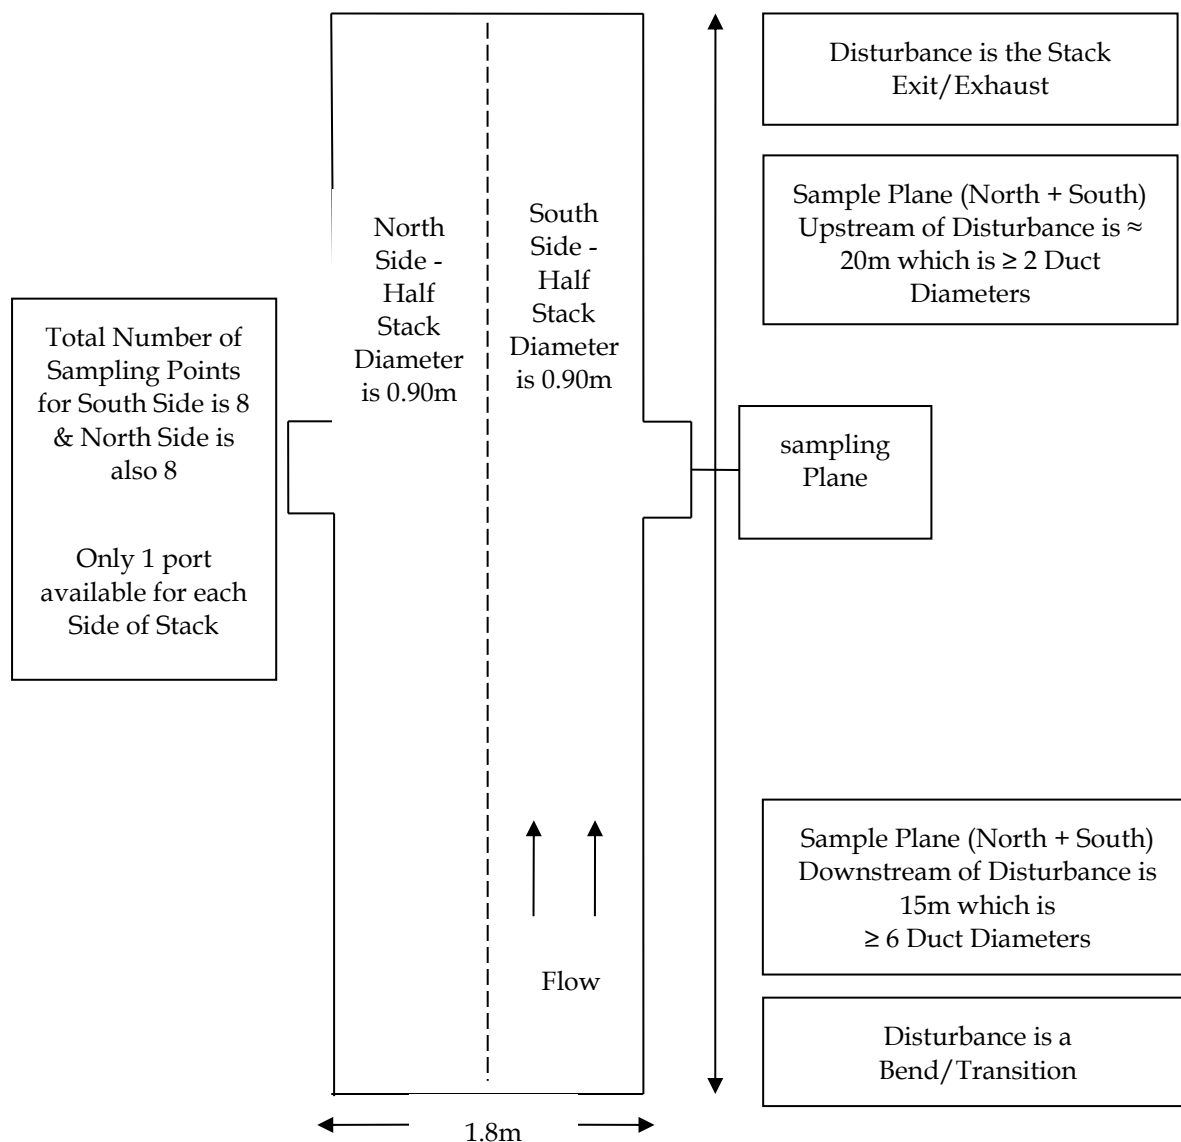 Disturbance is the Stack
Exit/Exhaust
Sample Plane (North + South)
Upstream of Disturbance is ≈
20m which is ≥ 2 Duct
Diameters
North
Side -
Half
Stack
Diameter
is 0.90m
South
Side -
Half
Stack
Diameter
is 0.90m
Total Number of
Sampling Points
for South Side is 8
& North Side is
also 8
Only 1 port
available for each
Side of Stack
sampling
Plane
Sample Plane (North + South)
Downstream of Disturbance is
15m which is
≥ 6 Duct Diameters
Flow
Disturbance is a
Bend/Transition
1.8m